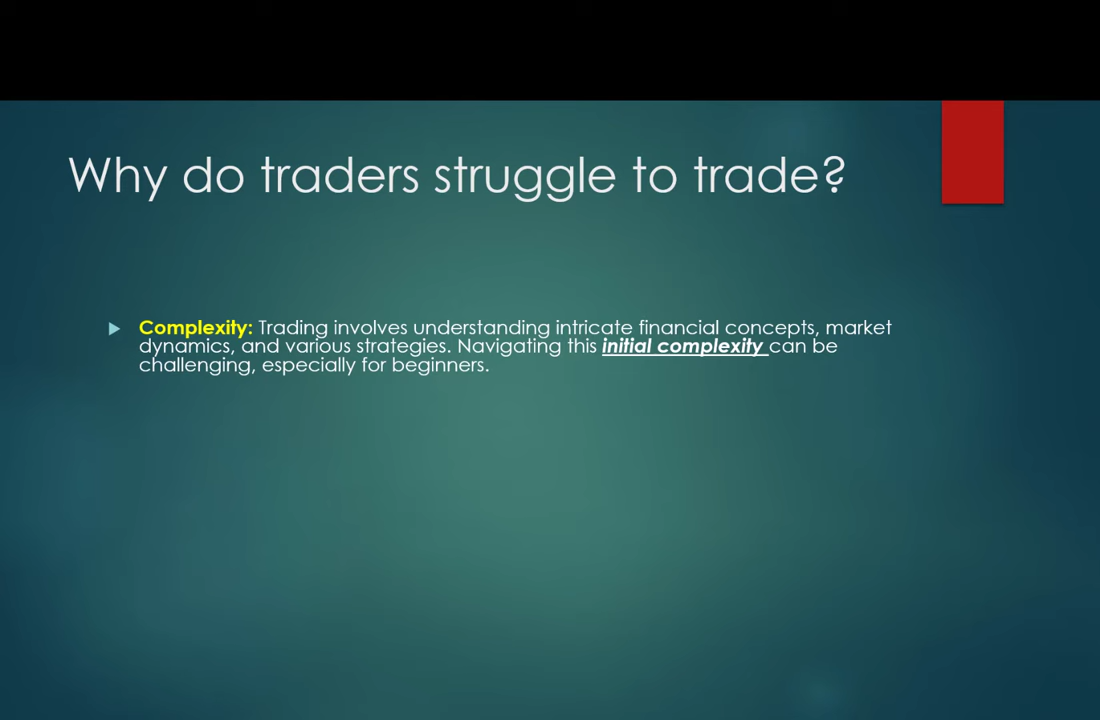 Why do traders struggle to trade?
Complexity: Trading involves understanding intricate financial concepts, market
dynamics, and various strategies. Navigating this initial complexity can be
challenging, especially for beginners.